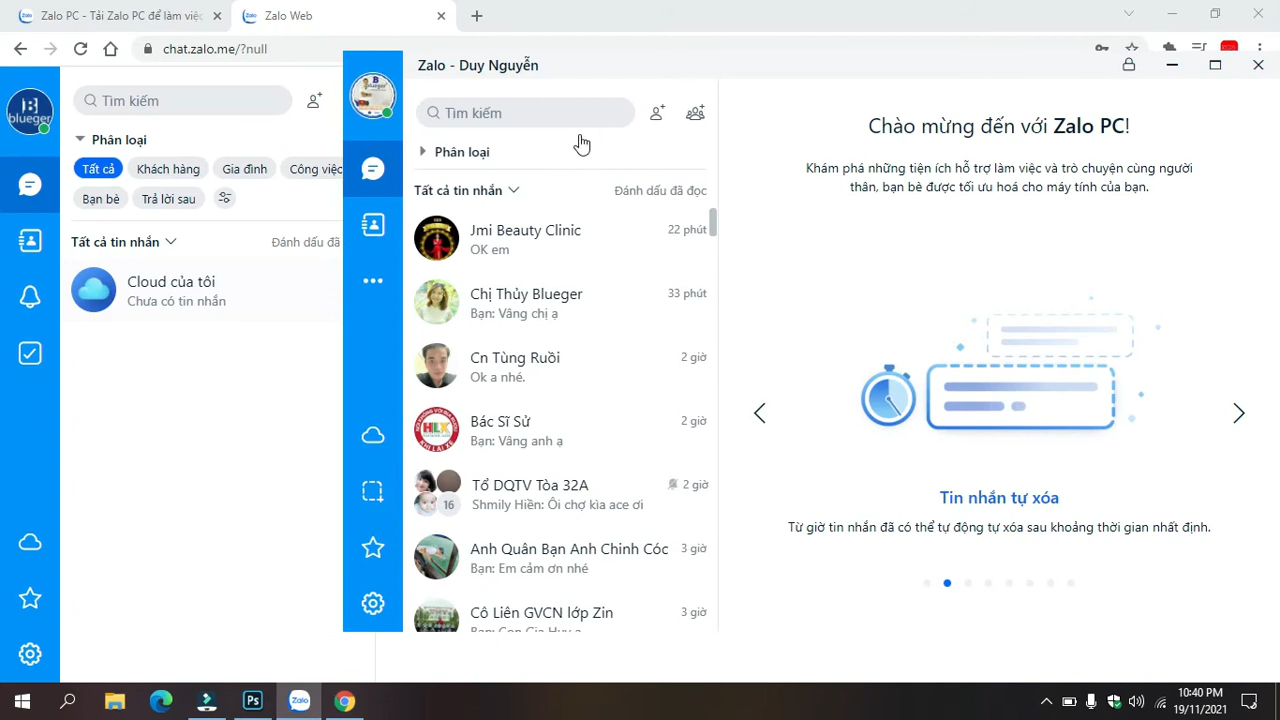 Zalo PC - Tải Zalo PC để làm việc
Zalo Web
chat.zalo.me/?null
B
blueger
Tìm kiếm
Phân loại
Tất cả
Khách hàng
Gia đình
Công việc
Bạn bè
Trả lời sau
Tất cả tin nhắn
Đánh dấu đã
Cloud của tôi
Chưa có tin nhắn
Zalo - Duy Nguyễn
Tìm kiếm
Phân loại
Tất cả tin nhắn
Đánh dấu đã đọc
Jmi Beauty Clinic
22 phút
OK em
Chị Thủy Blueger
33 phút
Bạn: Vâng chị ạ
Cn Tùng Ruồi
2 giờ
Ok a nhé.
HLX
Bác Sĩ Sử
2 giờ
Bạn: Vâng anh ạ
16
Tổ DQTV Tòa 32A
2 giờ
Shmily Hiền: Ôi chợ kìa ace ơi
Anh Quân Bạn Anh Chinh Cóc
3 giờ
Bạn: Em cảm ơn nhé
Cô Liên GVCN lớp Zin
3 giờ
Bạn: Con Gia Huy ạ
Chào mừng đến với Zalo PC!
Khám phá những tiện ích hỗ trợ làm việc và trò chuyện cùng người
thân, bạn bè được tối ưu hoá cho máy tính của bạn.
Tin nhắn tự xóa
Từ giờ tin nhắn đã có thể tự động tự xóa sau khoảng thời gian nhất định.
Ps
Zalo
10:40 PM
19/11/2021